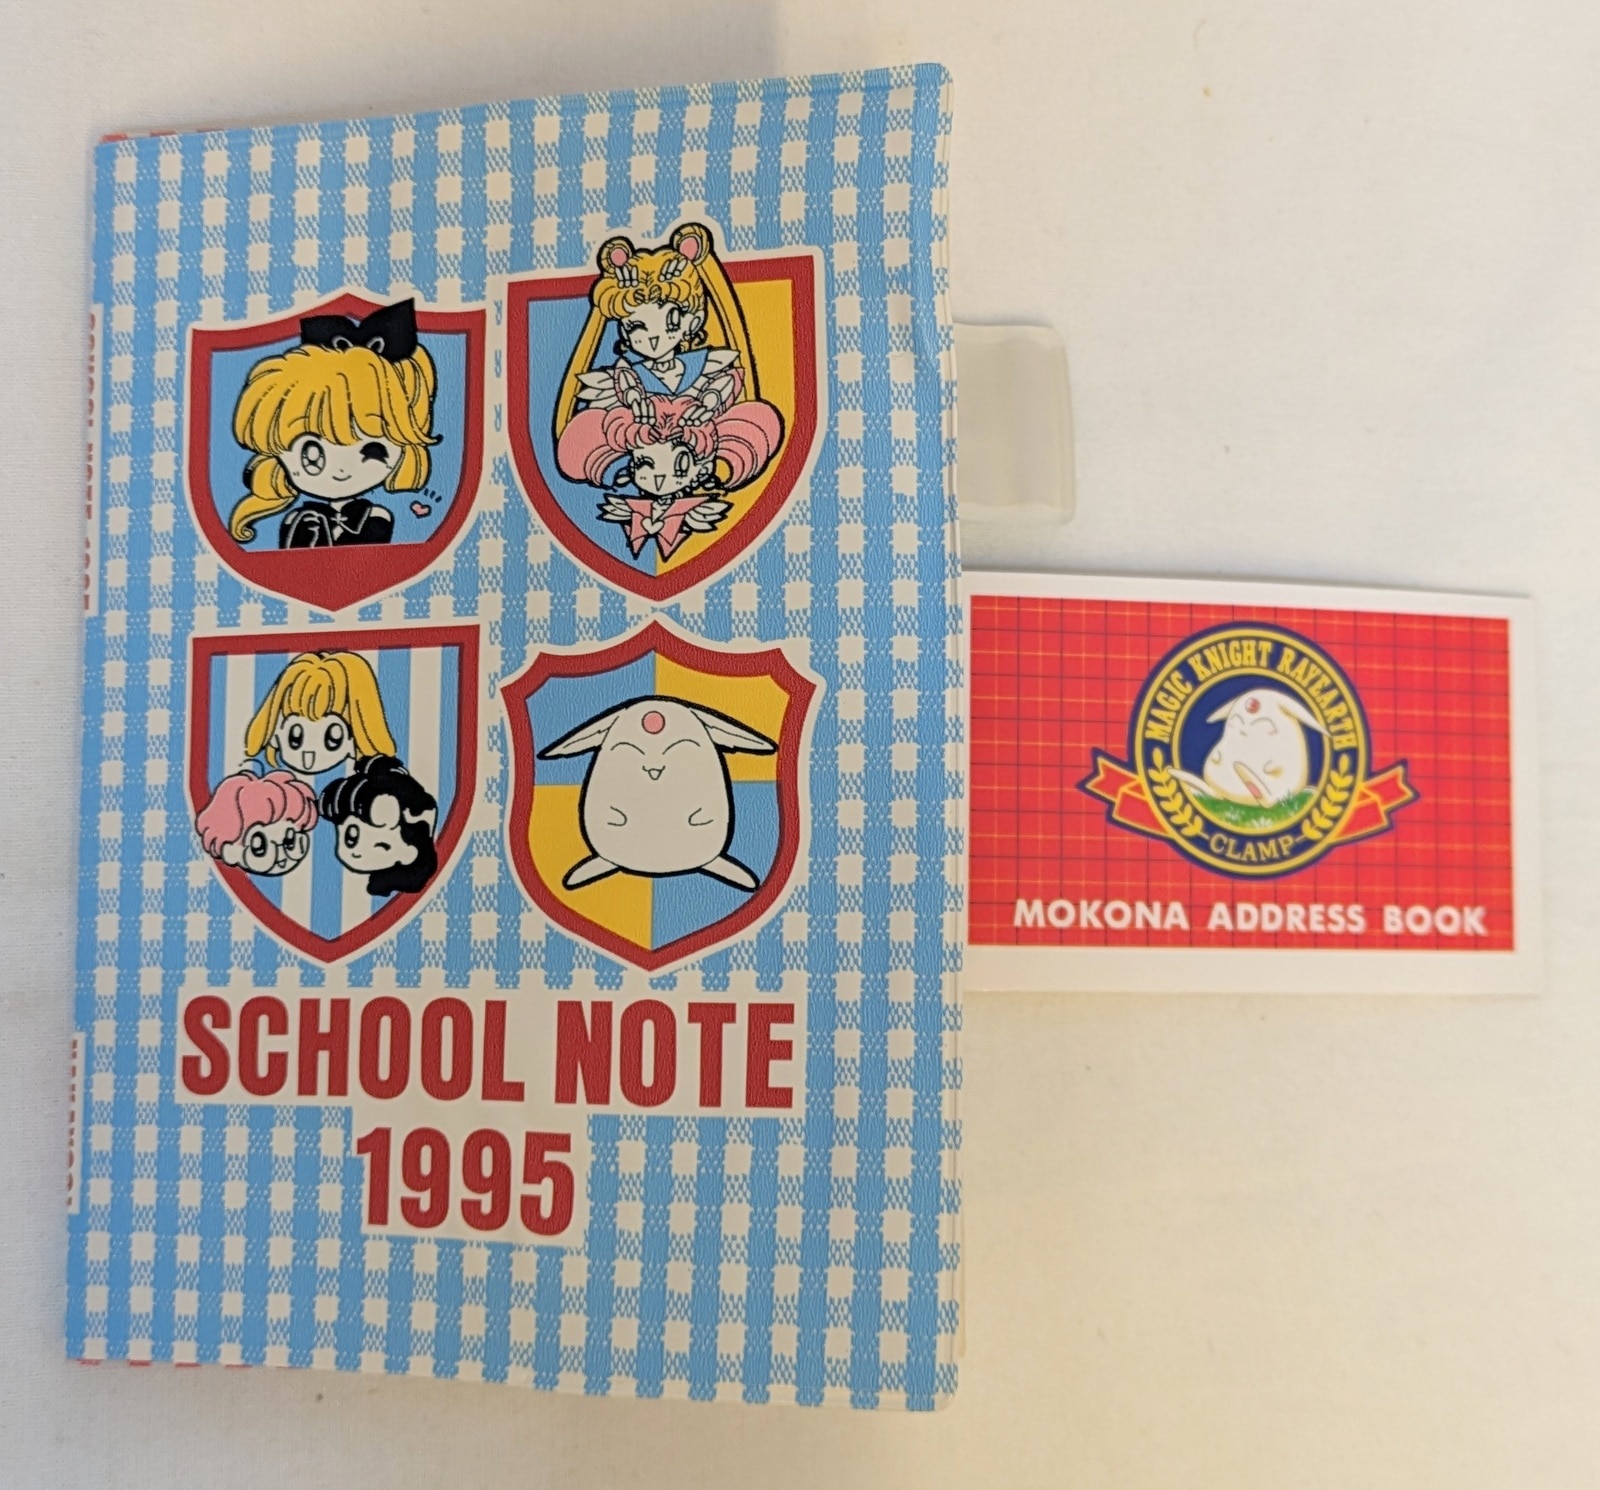 SCHOOL NOTE
1995
MAGIC KNIGHT RAYEARTH
CLAMP
MOKONA ADDRESS BOOK